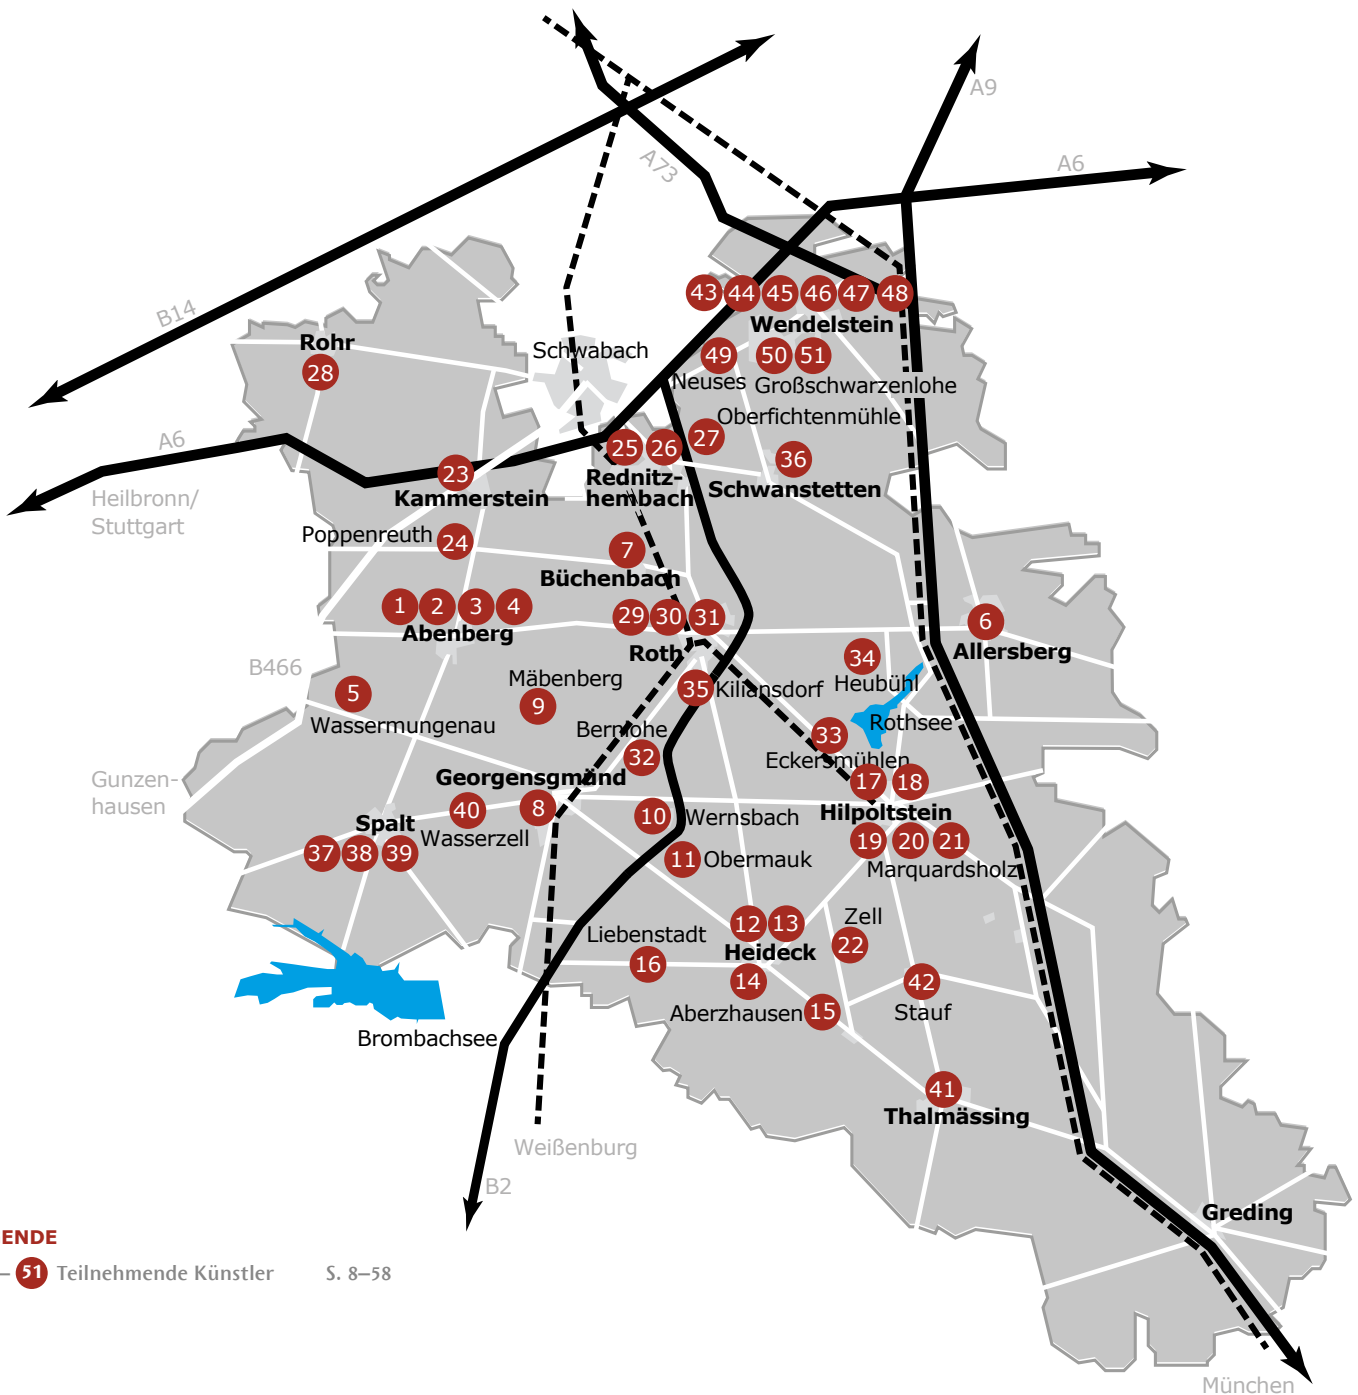 A9
A6
A73
B14
43 44 45 46 47 48
Wendelstein
Rohr
28
Schwabach
49 50 51
Neuses
Großschwarzenlohe
Oberfichtenmühle
A6
25 26 27
36
23
Rednitz-
hembach
Schwanstetten
Kammerstein
Heilbronn/
Stuttgart
Poppenreuth
24
7
Büchenbach
1 2 3 4
Abenberg
29 30 31
Roth
6
Allersberg
34
Heubühl
B466
5
Wassermungenau
Mäbenberg
9
35
Kiliansdorf
Rothsee
Bernlohe
32
33
Eckersmühlen
Gunzen-
hausen
Georgensgmünd
8
17 18
Hilpoltstein
40
Wasserzell
10
Wernsbach
Spalt
37 38 39
19 20 21
Marquardsholz
11
Obermauk
12 13
Heideck
14
Zell
22
Liebenstadt
16
42
Stauf
Aberzhausen
15
Brombachsee
41
Thalmässing
Weißenburg
B2
Greding
ENDE
– 51 Teilnehmende Künstler S. 8–58
München